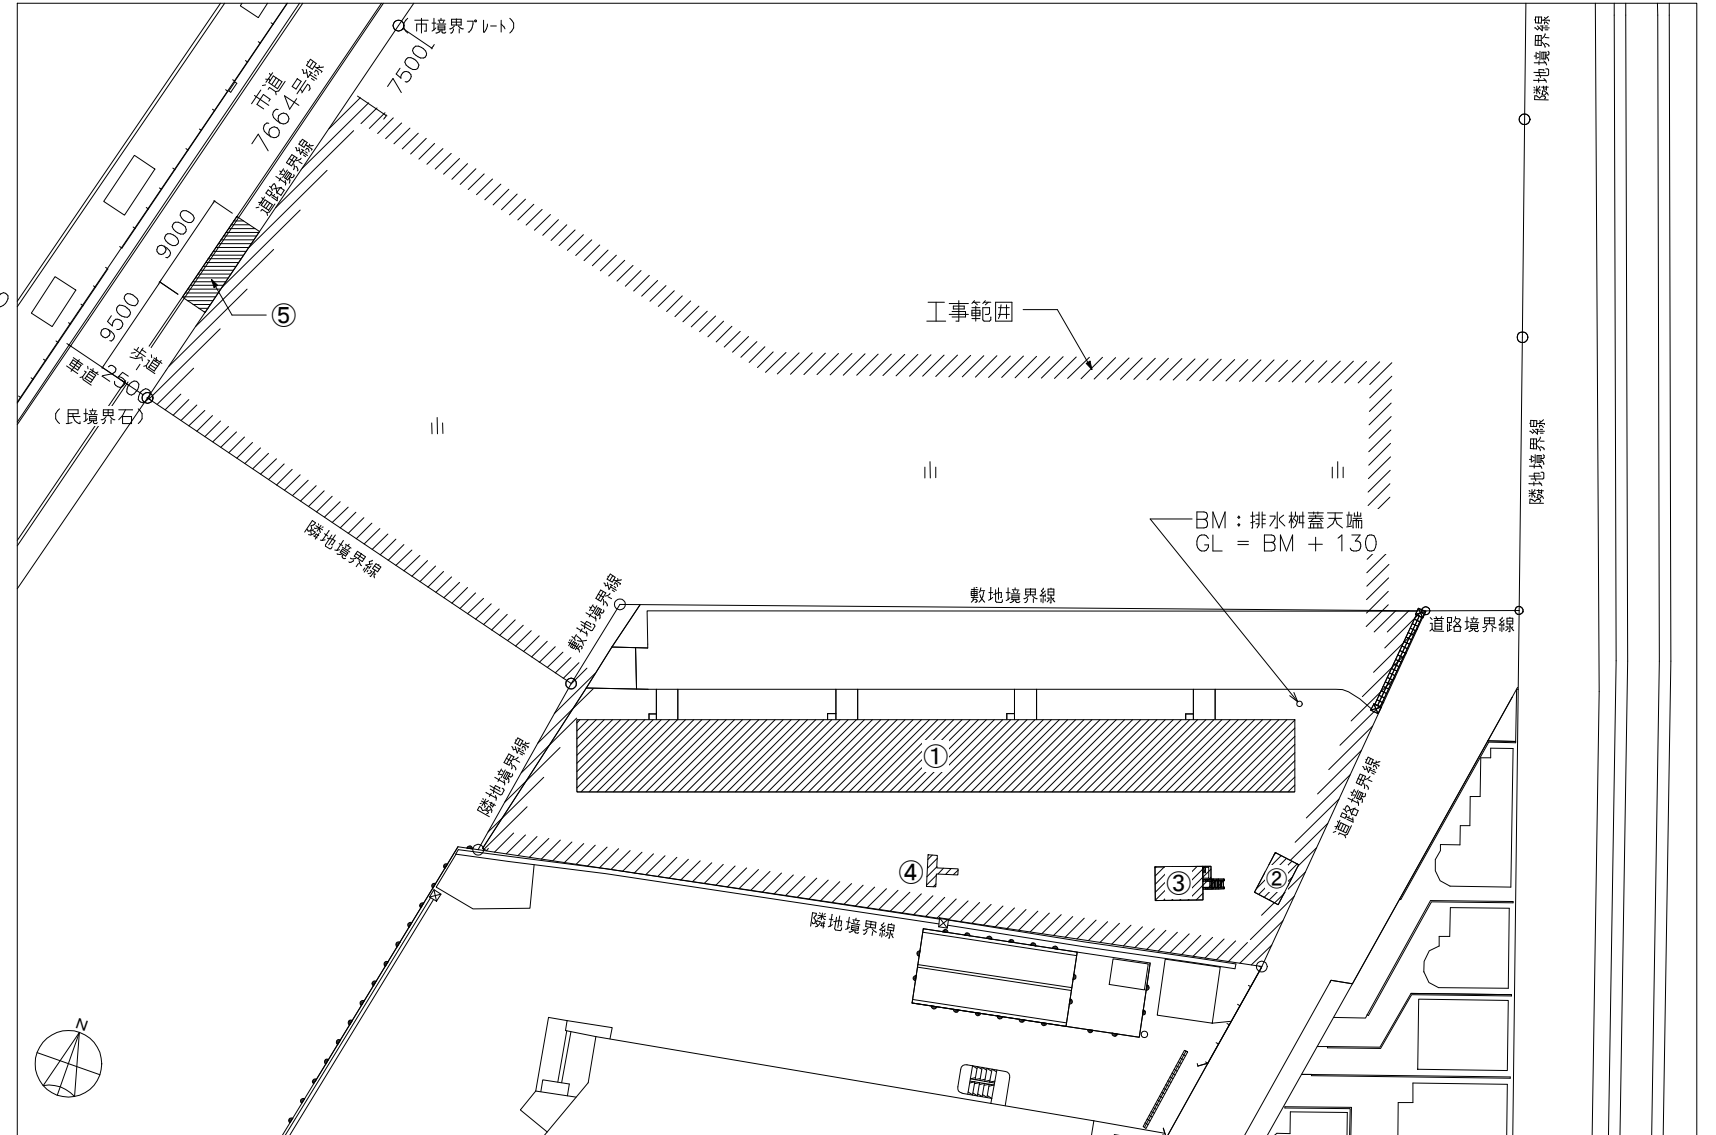 (市境界プレート)
7500
市道
7664号線
道路境界線
隣地境界線
9000
⑤
9500
歩道
車道
2500
(民境界石)
工事範囲
隣地境界線
BM：排水桝蓋天端
GL = BM + 130
隣地境界線
敷地境界線
敷地境界線
道路境界線
隣地境界線
①
道路境界線
④
③
②
隣地境界線
N